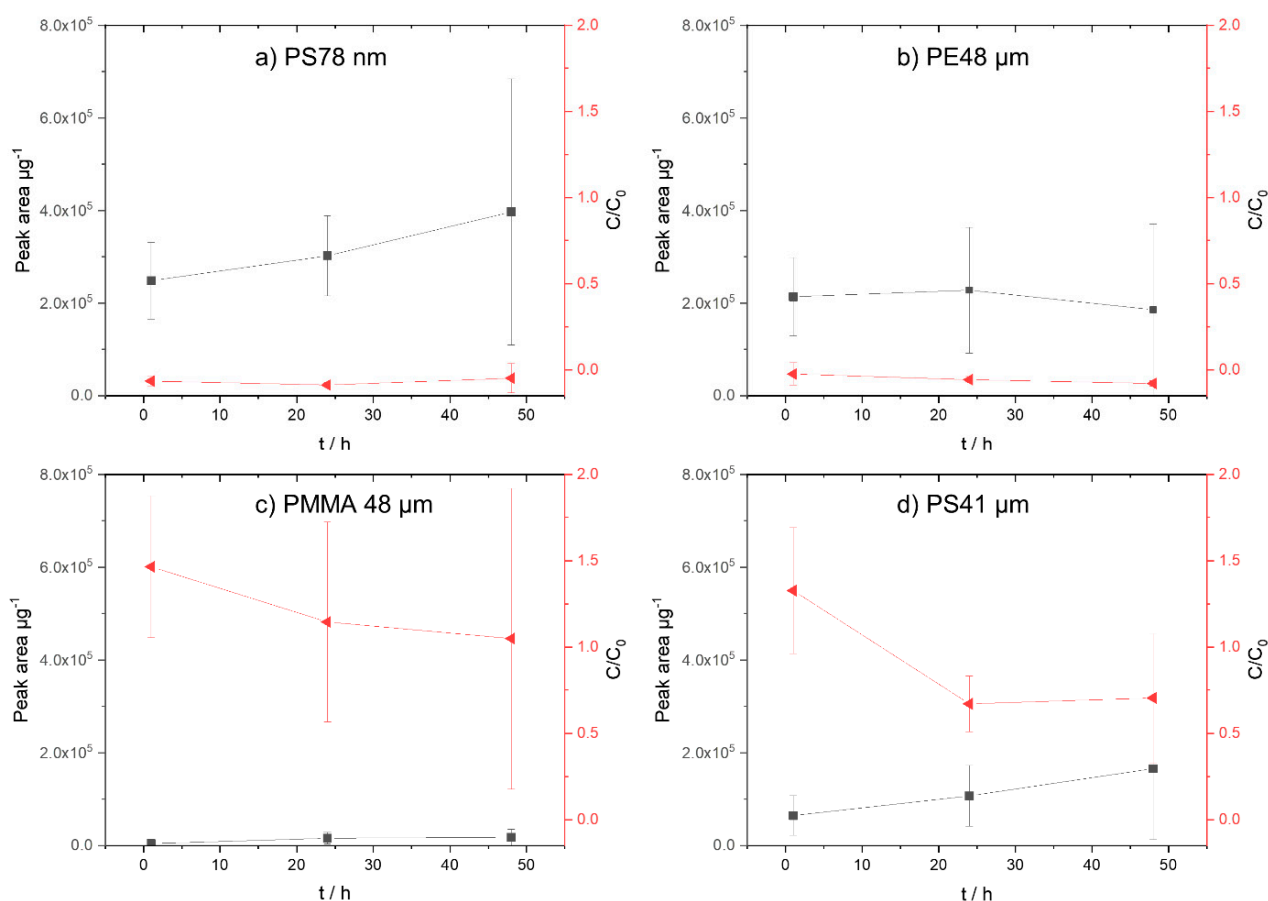 a) PS78 nm
8.0x10⁵
6.0x10⁵
4.0x10⁵
2.0x10⁵
0.0
Peak area µg⁻¹
2.0
1.5
1.0
0.5
0.0
C/C₀
0 10 20 30 40 50
t / h
b) PE48 µm
8.0x10⁵
6.0x10⁵
4.0x10⁵
2.0x10⁵
0.0
Peak area µg⁻¹
2.0
1.5
1.0
0.5
0.0
C/C₀
0 10 20 30 40 50
t / h
c) PMMA 48 µm
8.0x10⁵
6.0x10⁵
4.0x10⁵
2.0x10⁵
0.0
Peak area µg⁻¹
2.0
1.5
1.0
0.5
0.0
C/C₀
0 10 20 30 40 50
t / h
d) PS41 µm
8.0x10⁵
6.0x10⁵
4.0x10⁵
2.0x10⁵
0.0
Peak area µg⁻¹
2.0
1.5
1.0
0.5
0.0
C/C₀
0 10 20 30 40 50
t / h